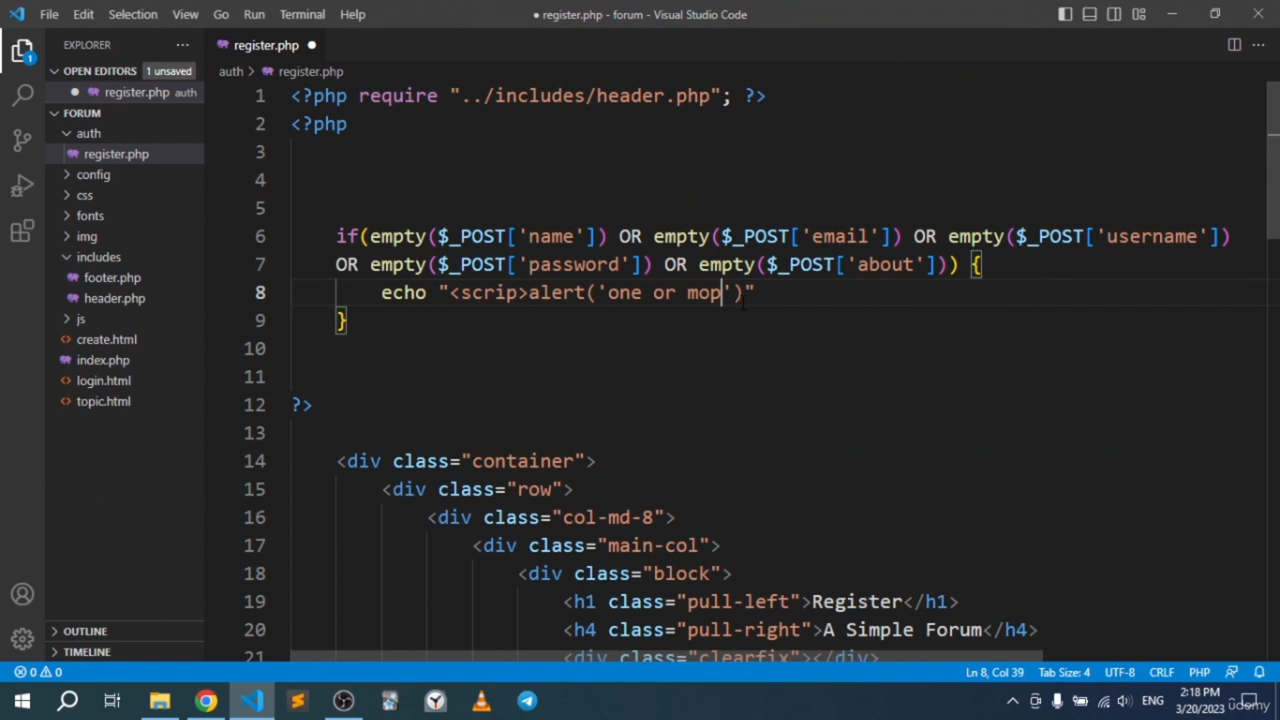 File Edit Selection View Go Run Terminal Help
● register.php - forum - Visual Studio Code
EXPLORER ...
register.php ●
OPEN EDITORS 1 unsaved
● register.php auth
FORUM
auth
register.php
config
css
fonts
img
includes
footer.php
header.php
js
create.html
index.php
login.html
topic.html
OUTLINE
TIMELINE
auth > register.php
1 <?php require "../includes/header.php"; ?>
2 <?php
3
4
5
6 if(empty($_POST['name']) OR empty($_POST['email']) OR empty($_POST['username'])
7 OR empty($_POST['password']) OR empty($_POST['about'])) {
8 echo "<scrip>alert('one or mop')"
9 }
10
11
12 ?>
13
14 <div class="container">
15 <div class="row">
16 <div class="col-md-8">
17 <div class="main-col">
18 <div class="block">
19 <h1 class="pull-left">Register</h1>
20 <h4 class="pull-right">A Simple Forum</h4>
21 <div class="clearfix"></div>
0 0 Ln 8, Col 39 Tab Size: 4 UTF-8 CRLF PHP
ENG 2:18 PM
3/20/2023
udemy